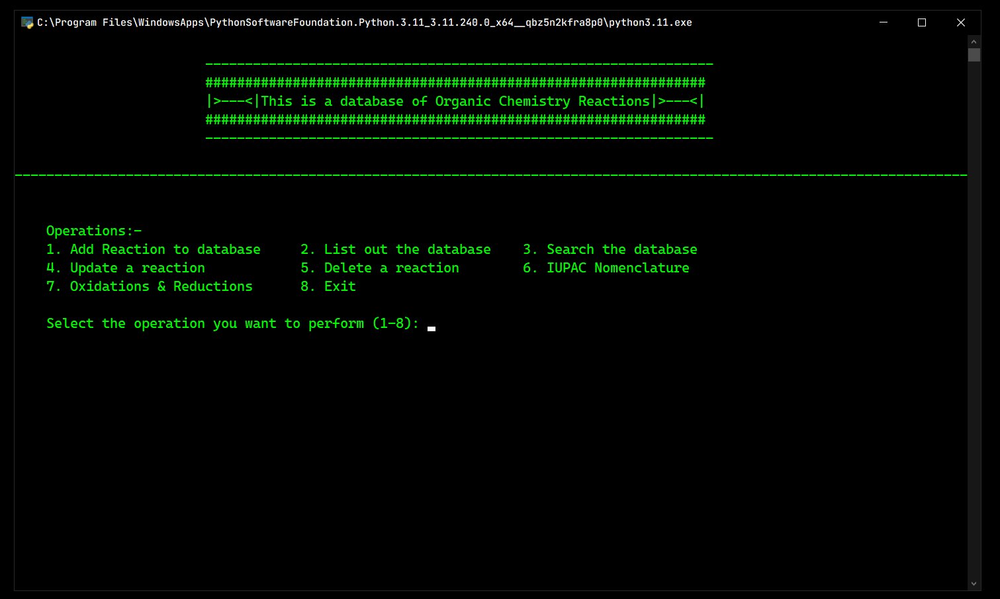 C:\Program Files\WindowsApps\PythonSoftwareFoundation.Python.3.11_3.11.240.0_x64__qbz5n2kfra8p0\python3.11.exe
----------------------------------------------------------------
###############################################################
|>---<|This is a database of Organic Chemistry Reactions|>---<|
###############################################################
----------------------------------------------------------------
------------------------------------------------------------------------------------------------------------------------
Operations:-
1. Add Reaction to database     2. List out the database    3. Search the database
4. Update a reaction            5. Delete a reaction        6. IUPAC Nomenclature
7. Oxidations & Reductions      8. Exit
Select the operation you want to perform (1-8):